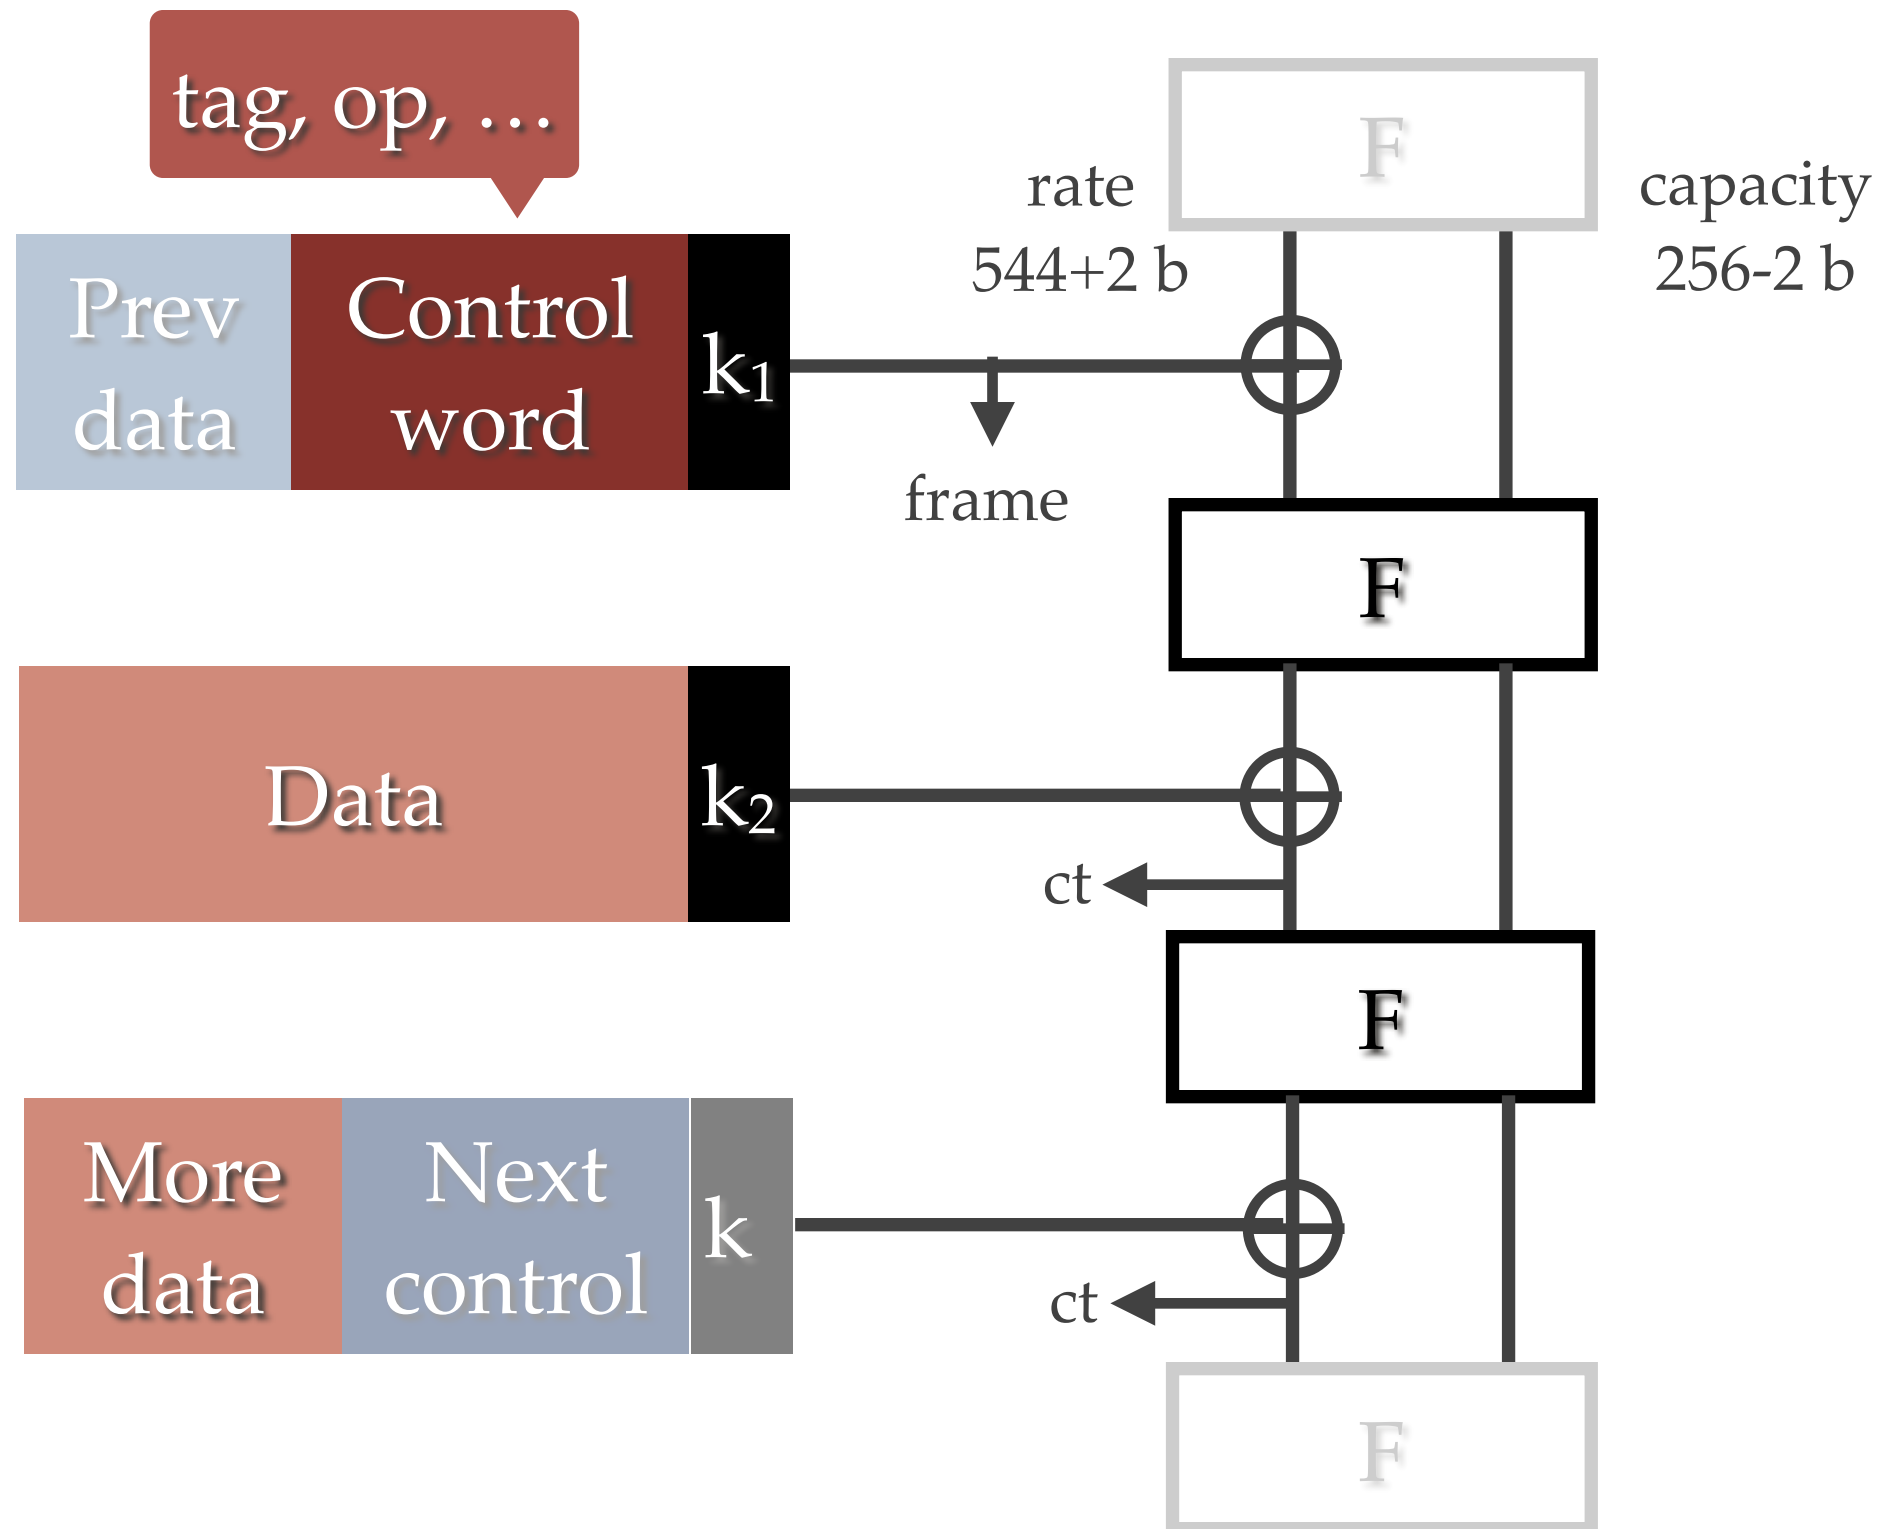 tag, op, …
F
rate
544+2 b
capacity
256-2 b
Prev
data
Control
word
k₁
frame
F
Data
k₂
ct
F
More
data
Next
control
k
ct
F